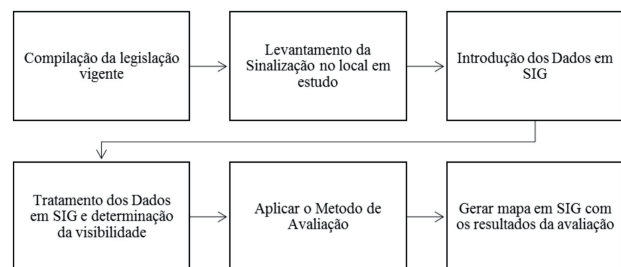 Compilação da legislação
vigente
Levantamento da
Sinalização no local em
estudo
Introdução dos Dados em
SIG
Tratamento dos Dados
em SIG e determinação
da visibilidade
Aplicar o Metodo de
Avaliação
Gerar mapa em SIG com
os resultados da avaliação